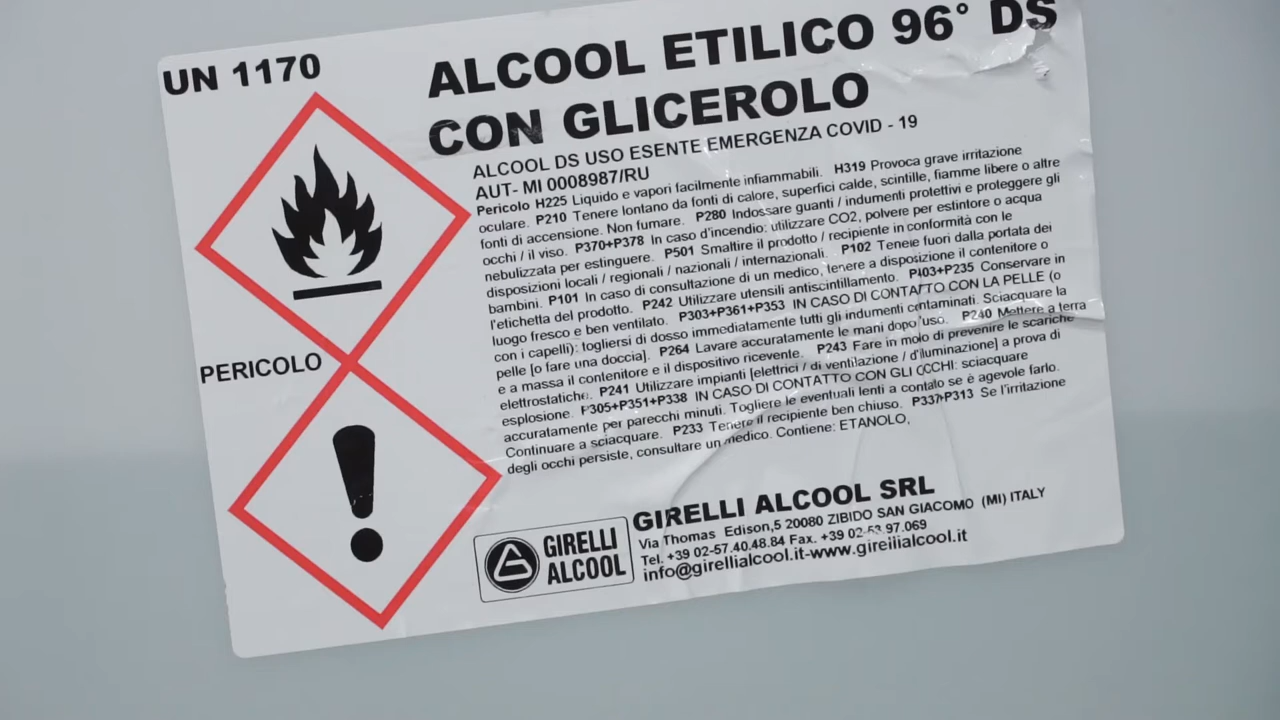 UN 1170
ALCOOL ETILICO 96° DS
CON GLICEROLO
ALCOOL DS USO ESENTE EMERGENZA COVID - 19
AUT- MI 0008987/RU
Pericolo H225 Liquido e vapori facilmente infiammabili. H319 Provoca grave irritazione
oculare. P210 Tenere lontano da fonti di calore, superfici calde, scintille, fiamme libere o altre
fonti di accensione. Non fumare. P280 Indossare guanti / indumenti protettivi e proteggere gli
occhi / il viso. P370+P378 In caso d'incendio: utilizzare CO2, polvere per estintore o acqua
nebulizzata per estinguere. P501 Smaltire il prodotto / recipiente in conformità con le
disposizioni locali / regionali / nazionali / internazionali. P102 Tenere fuori dalla portata dei
bambini. P101 In caso di consultazione di un medico, tenere a disposizione il contenitore o
l'etichetta del prodotto. P242 Utilizzare utensili antiscintillamento. P403+P235 Conservare in
luogo fresco e ben ventilato. P303+P361+P353 IN CASO DI CONTATTO CON LA PELLE (o
con i capelli): togliersi di dosso immediatamente tutti gli indumenti contaminati. Sciacquare la
pelle [o fare una doccia]. P264 Lavare accuratamente le mani dopo l'uso. P240 Mettere a terra
e a massa il contenitore e il dispositivo ricevente. P243 Fare in modo di prevenire le scariche
elettrostatiche. P241 Utilizzare impianti [elettrici / di ventilazione / d'illuminazione] a prova di
esplosione. P305+P351+P338 IN CASO DI CONTATTO CON GLI OCCHI: sciacquare
accuratamente per parecchi minuti. Togliere le eventuali lenti a contatto se è agevole farlo.
Continuare a sciacquare. P233 Tenere il recipiente ben chiuso. P337+P313 Se l'irritazione
degli occhi persiste, consultare un medico. Contiene: ETANOLO,
PERICOLO
GIRELLI
ALCOOL
GIRELLI ALCOOL SRL
Via Thomas Edison,5 20080 ZIBIDO SAN GIACOMO (MI) ITALY
Tel. +39 02-57.40.48.84 Fax. +39 02-53.97.069
info@girellialcool.it-www.girellialcool.it